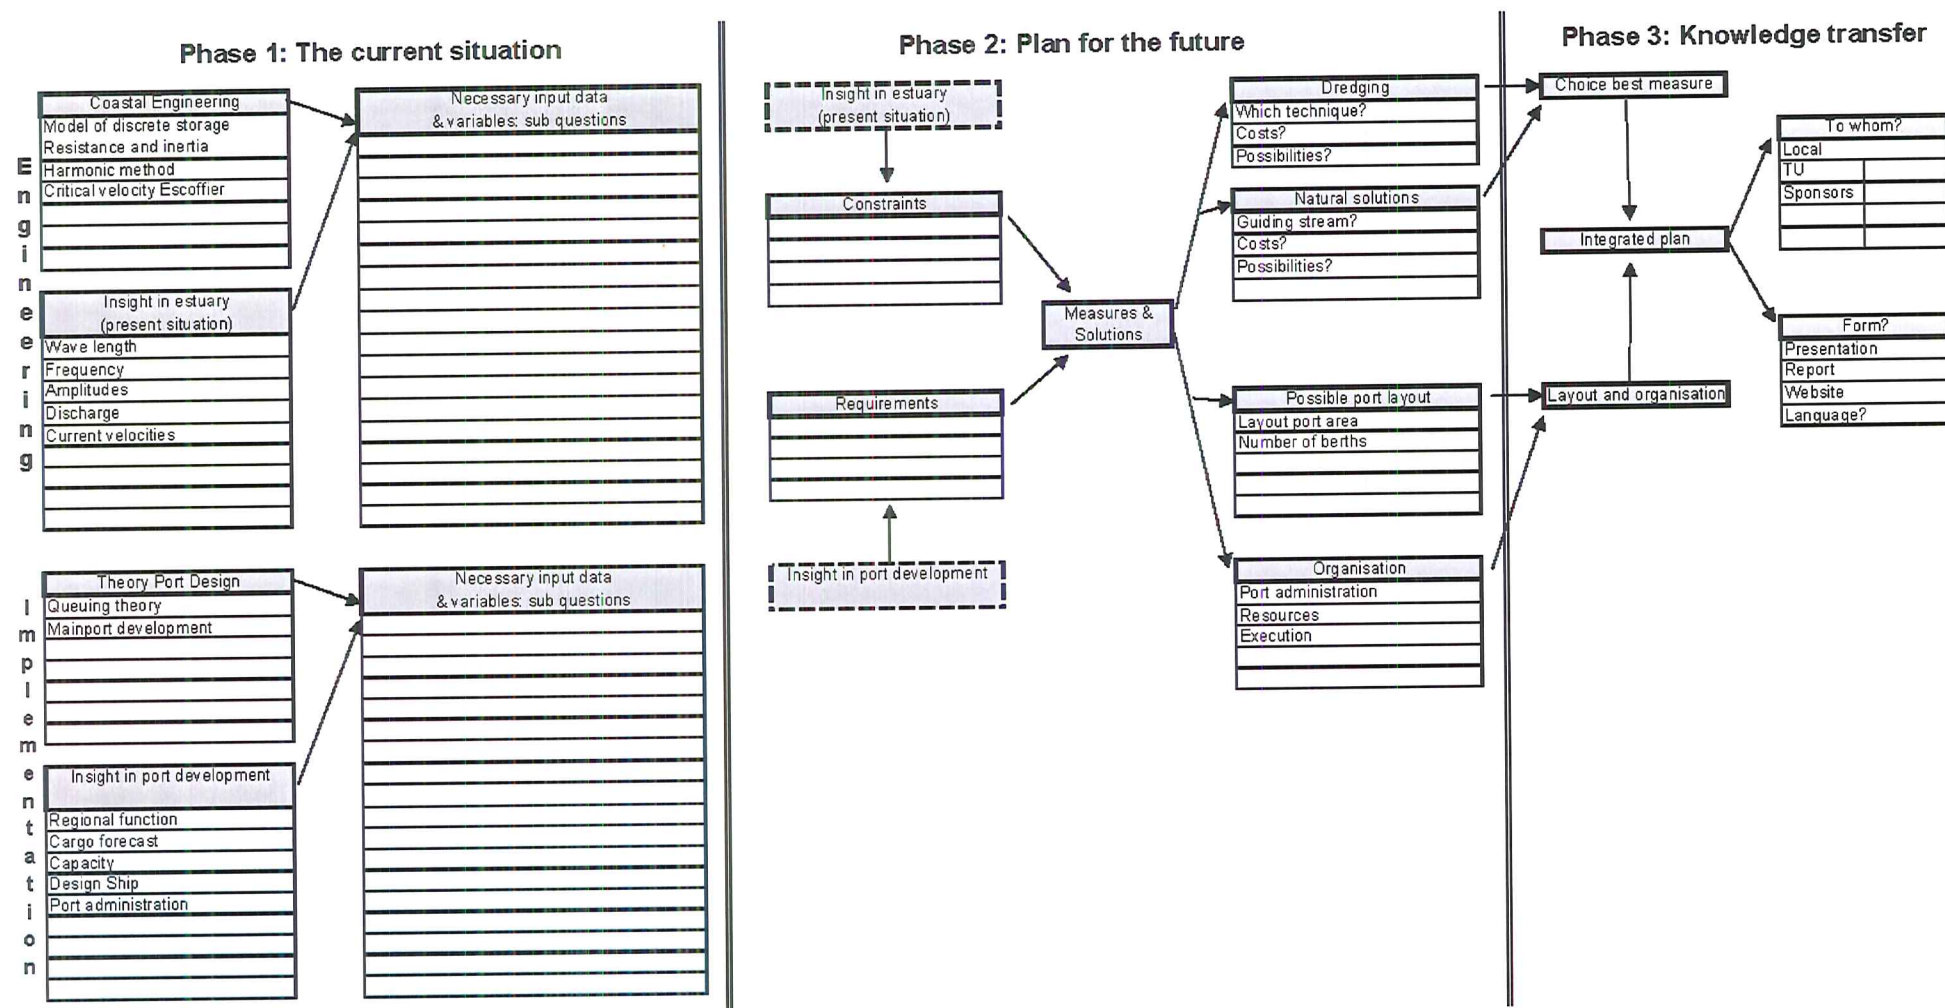 Phase 1: The current situation
Engineering
Coastal Engineering
Model of discrete storage
Resistance and inertia
Harmonic method
Critical velocity Escoffier
Insight in estuary
(present situation)
Wave length
Frequency
Amplitudes
Discharge
Current velocities
Necessary input data
& variables: sub questions
Implementation
Theory Port Design
Queuing theory
Mainport development
Insight in port development
Regional function
Cargo forecast
Capacity
Design Ship
Port administration
Necessary input data
& variables: sub questions
Phase 2: Plan for the future
Insight in estuary
(present situation)
Constraints
Requirements
Insight in port development
Measures &
Solutions
Dredging
Which technique?
Costs?
Possibilities?
Natural solutions
Guiding stream?
Costs?
Possibilities?
Possible port layout
Layout port area
Number of berths
Organisation
Port administration
Resources
Execution
Phase 3: Knowledge transfer
Choice best measure
Integrated plan
Layout and organisation
To whom?
Local
TU
Sponsors
Form?
Presentation
Report
Website
Language?